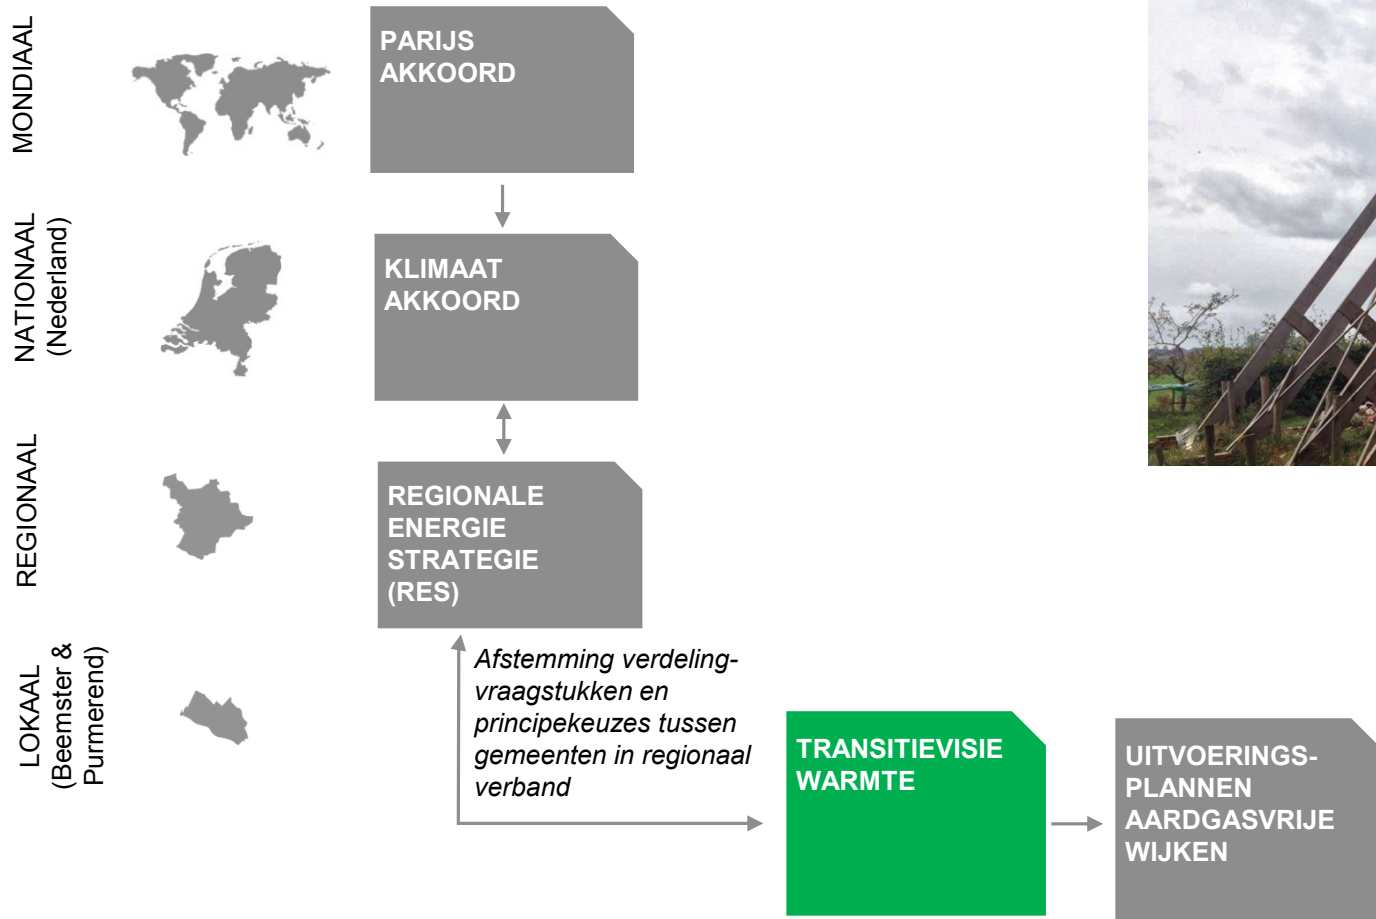 MONDIAAL
PARIJS
AKKOORD
NATIONAAL
(Nederland)
KLIMAAT
AKKOORD
REGIONAAL
REGIONALE
ENERGIE
STRATEGIE
(RES)
LOKAAL
(Beemster &
Purmerend)
Afstemming verdeling-
vraagstukken en
principekeuzes tussen
gemeenten in regionaal
verband
TRANSITIEVISIE
WARMTE
UITVOERINGS-
PLANNEN
AARDGASVRIJE
WIJKEN